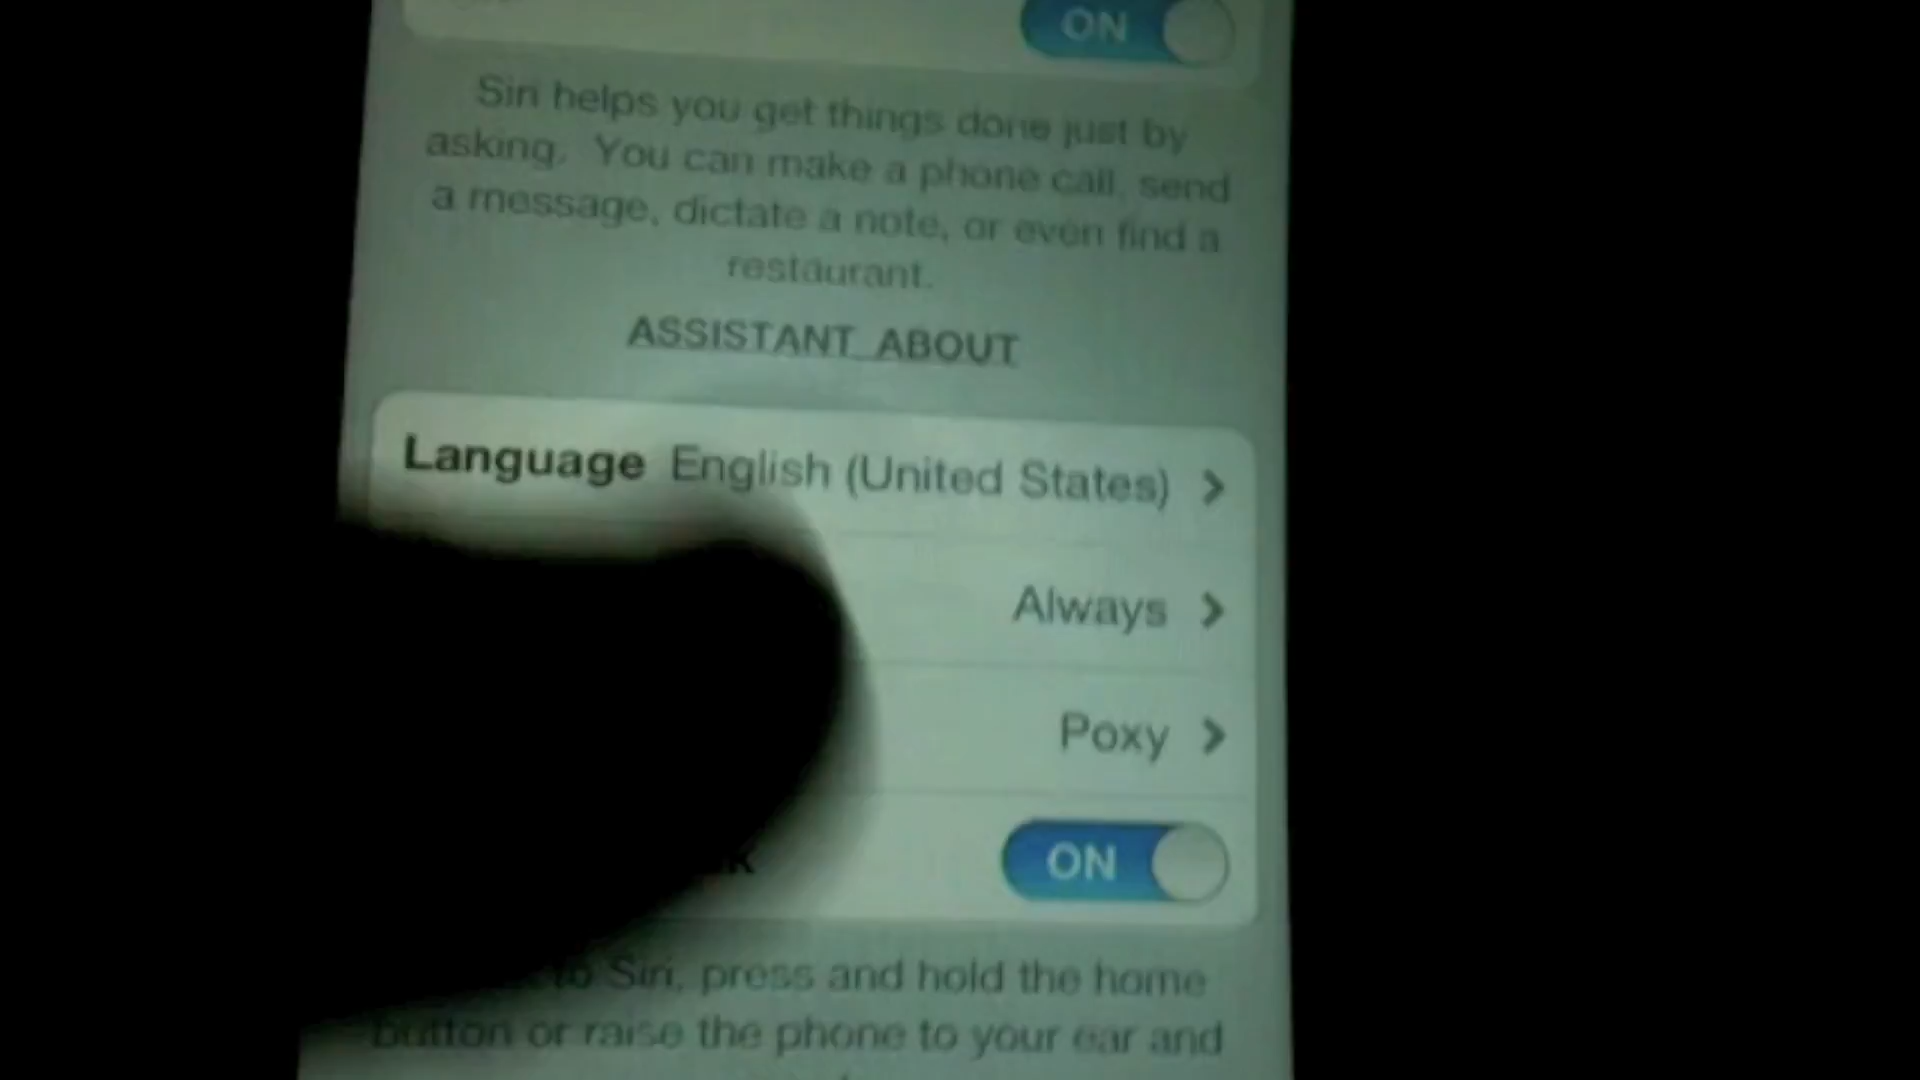 ON
Siri helps you get things done just by
asking. You can make a phone call, send
a message, dictate a note, or even find a
restaurant.
ASSISTANT_ABOUT
Language English (United States)
Always
Poxy
ON
to Siri, press and hold the home
button or raise the phone to your ear and